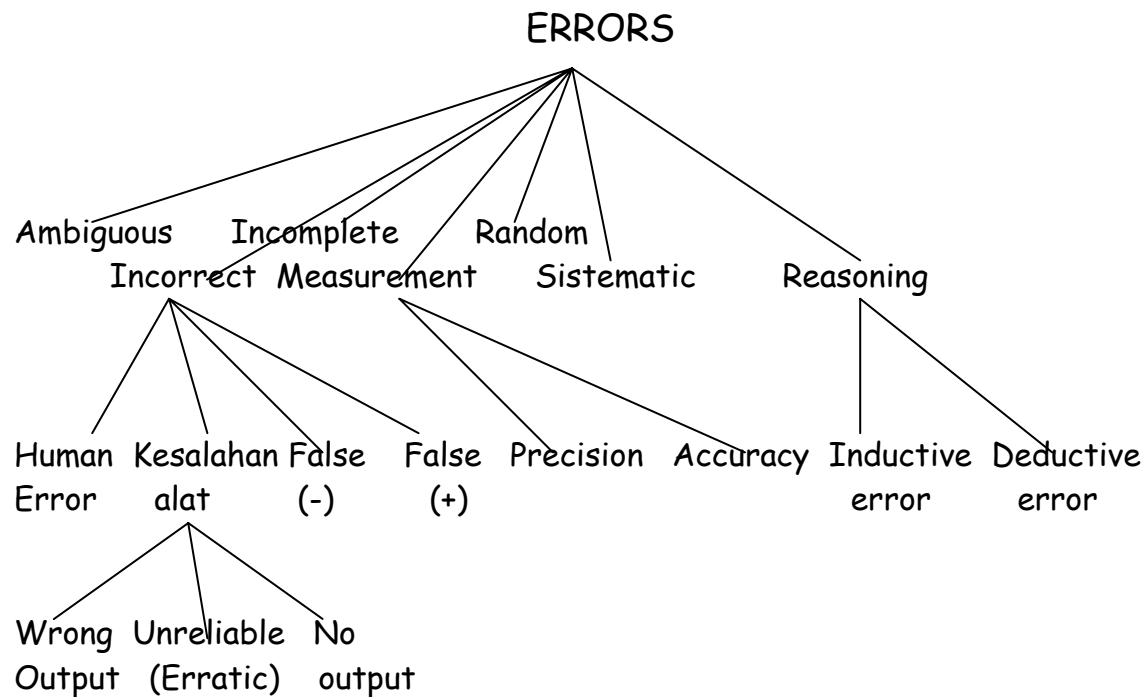 ERRORS
Ambiguous Incomplete Random
Incorrect Measurement Sistematic Reasoning
Human Kesalahan False False Precision Accuracy Inductive Deductive
Error alat (-) (+) error error
Wrong Unreliable No
Output (Erratic) output